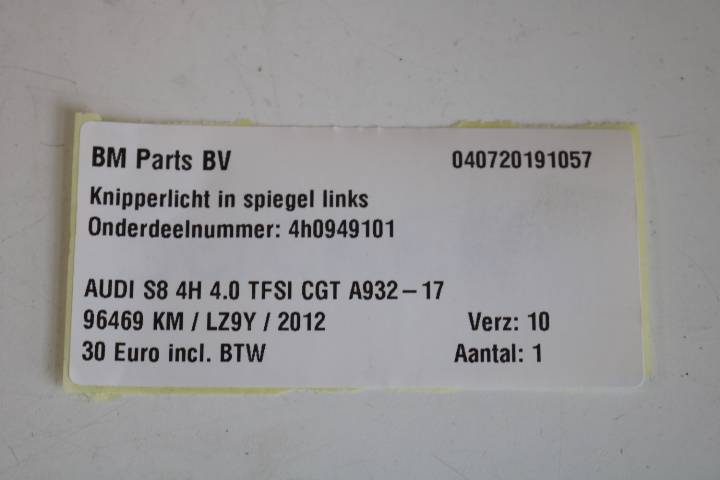 BM Parts BV 040720191057
Knipperlicht in spiegel links
Onderdeelnummer: 4h0949101
AUDI S8 4H 4.0 TFSI CGT A932-17
96469 KM / LZ9Y / 2012 Verz: 10
30 Euro incl. BTW Aantal: 1